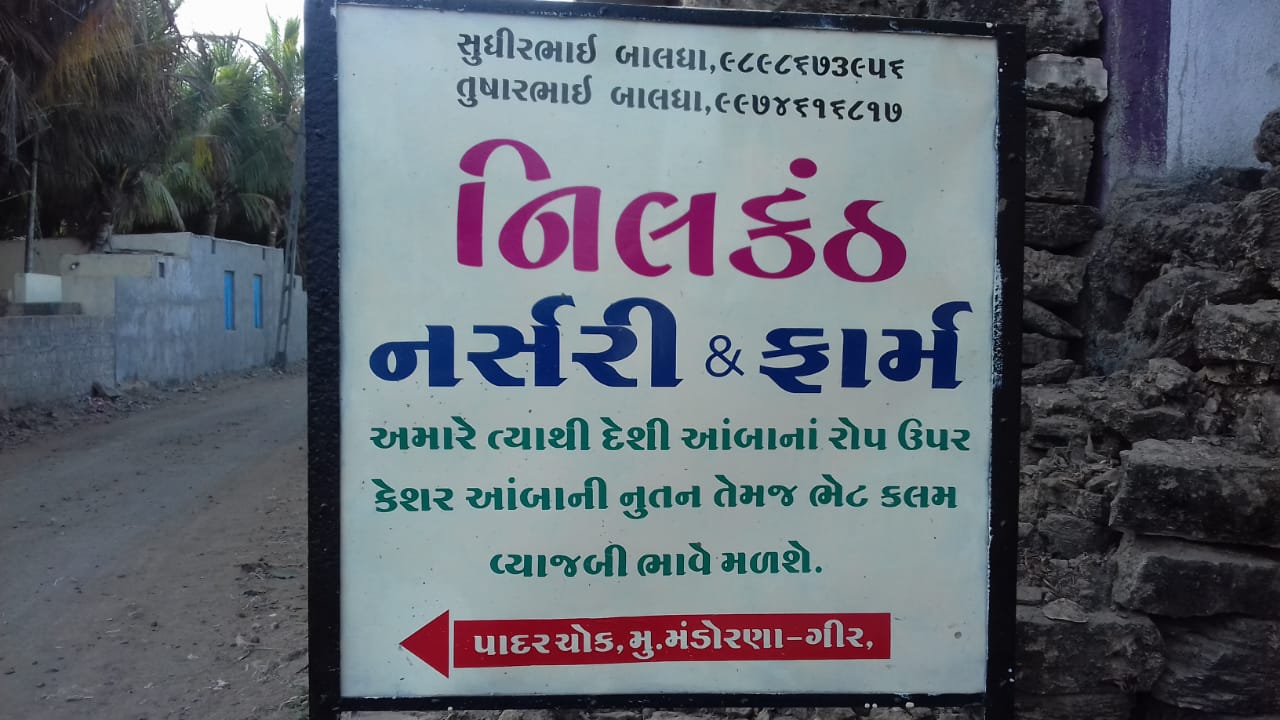 સુધીરભાઈ બાલધા,૯૮૯૮૬૭૩૯૫૬
તુષારભાઈ બાલધા,૯૯૭૪૬૧૬૮૧૭
નિલકંઠ
નર્સરી & ફાર્મ
અમારે ત્યાથી દેશી આંબાનાં રોપ ઉપર
કેશર આંબાની નુતન તેમજ ભેટ કલમ
વ્યાજબી ભાવે મળશે.
પાદરચોક,મુ.મંડોરણા-ગીર,